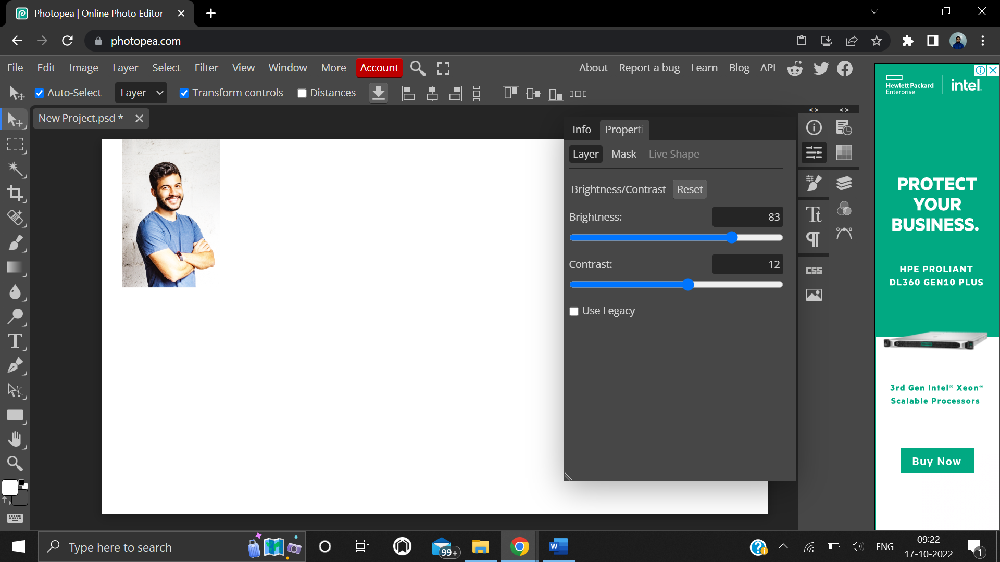 Photopea | Online Photo Editor
photopea.com
File Edit Image Layer Select Filter View Window More Account About Report a bug Learn Blog API
Auto-Select Layer Transform controls Distances
New Project.psd *
Info Properti
Layer Mask Live Shape
Brightness/Contrast Reset
Brightness: 83
Contrast: 12
Use Legacy
CSS
Hewlett Packard
Enterprise
intel.
PROTECT
YOUR
BUSINESS.
HPE PROLIANT
DL360 GEN10 PLUS
3rd Gen Intel® Xeon®
Scalable Processors
Buy Now
Type here to search
99+
ENG
09:22
17-10-2022
1